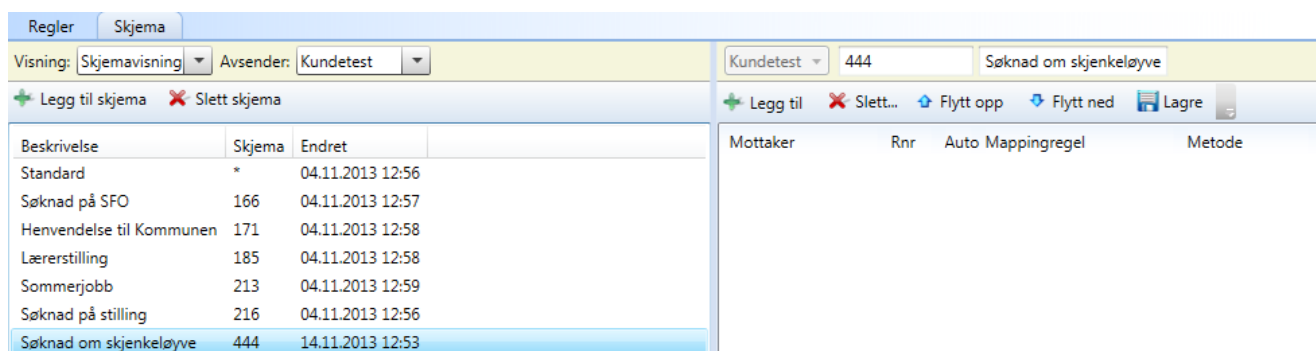 Regler Skjema
Visning: Skjemavisning Avsender: Kundetest
Legg til skjema Slett skjema
Beskrivelse Skjema Endret
Standard * 04.11.2013 12:56
Søknad på SFO 166 04.11.2013 12:57
Henvendelse til Kommunen 171 04.11.2013 12:58
Lærerstilling 185 04.11.2013 12:58
Sommerjobb 213 04.11.2013 12:59
Søknad på stilling 216 04.11.2013 12:56
Søknad om skjenkeløyve 444 14.11.2013 12:53
Kundetest 444 Søknad om skjenkeløyve
Legg til Slett... Flytt opp Flytt ned Lagre
Mottaker Rnr Auto Mappingregel Metode